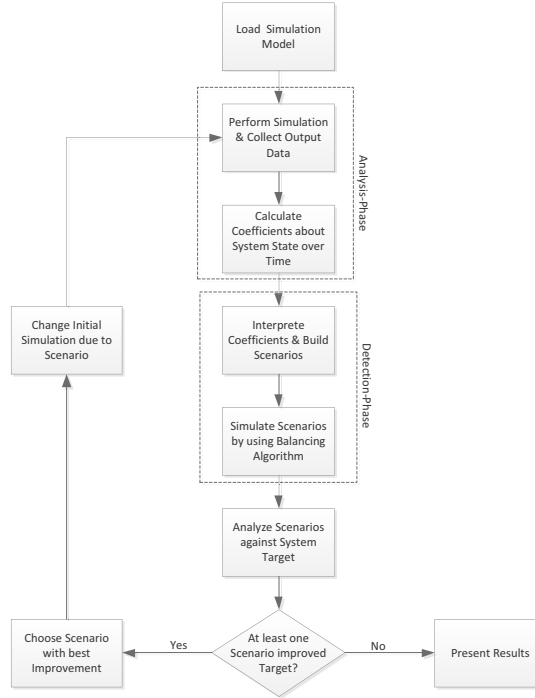 Load Simulation
Model
Perform Simulation
& Collect Output
Data
Analysis-Phase
Calculate
Coefficients about
System State over
Time
Change Initial
Simulation due to
Scenario
Interprete
Coefficients & Build
Scenarios
Detection-Phase
Simulate Scenarios
by using Balancing
Algorithm
Analyze Scenarios
against System
Target
Choose Scenario
with best
Improvement
Yes
At least one
Scenario improved
Target?
No
Present Results